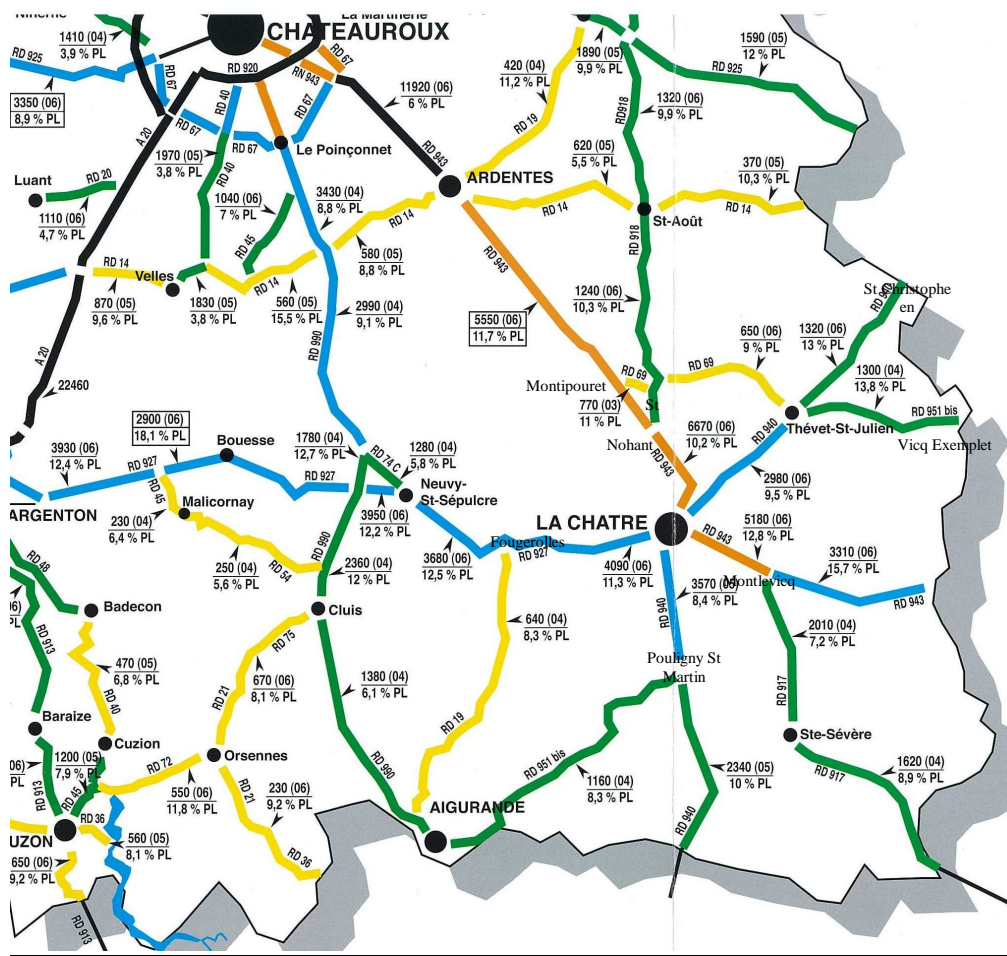 La Martinerie
CHATEAUROUX
1410 (04)
3,9 % PL
RD 925
3350 (06)
8,9 % PL
RD 67
RD 920
RN 943
RD 67
11920 (06)
6 % PL
420 (04)
11,2 % PL
1890 (05)
9,9 % PL
RD 925
1590 (05)
12 % PL
RD918
1320 (06)
9,9 % PL
RD 19
A 20
RD 67
RD 40
RD 67
RD 67
Le Poinçonnet
RD 943
1970 (05)
3,8 % PL
RD 40
620 (05)
5,5 % PL
370 (05)
10,3 % PL
Luant
RD 20
1110 (06)
4,7 % PL
1040 (06)
7 % PL
RD 45
3430 (04)
8,8 % PL
ARDENTES
RD 14
RD 14
St-Août
RD 14
RD 918
580 (05)
8,8 % PL
RD 14
Velles
870 (05)
9,6 % PL
1830 (05)
3,8 % PL
RD 14
560 (05)
15,5 % PL
2990 (04)
9,1 % PL
RD 990
RD 943
5550 (06)
11,7 % PL
1240 (06)
10,3 % PL
St Christophe
en
650 (06)
9 % PL
1320 (06)
13 % PL
1300 (04)
13,8 % PL
A 20
22460
RD 69
RD 69
Montipouret
770 (03)
11 % PL
St
Thévet-St-Julien
RD 951 bis
Vicq Exemplet
2900 (06)
18,1 % PL
Bouesse
1780 (04)
12,7 % PL
1280 (04)
5,8 % PL
RD 74 C
Nohant
RD 943
6670 (06)
10,2 % PL
RD 940
3930 (06)
12,4 % PL
RD 927
RD 927
2980 (06)
9,5 % PL
ARGENTON
RD 45
Malicornay
230 (04)
6,4 % PL
Neuvy-
St-Sépulcre
3950 (06)
12,2 % PL
LA CHATRE
RD 943
5180 (06)
12,8 % PL
RD 48
250 (04)
5,6 % PL
RD 54
RD 990
2360 (04)
12 % PL
3680 (06)
12,5 % PL
Fougerolles
RD 927
4090 (06)
11,3 % PL
3570 (05)
8,4 % PL
Montlevicq
3310 (06)
15,7 % PL
RD 943
RD 940
Badecon
RD 913
Cluis
RD 75
640 (04)
8,3 % PL
2010 (04)
7,2 % PL
470 (05)
6,8 % PL
RD 40
RD 21
670 (06)
8,1 % PL
1380 (04)
6,1 % PL
Pouligny St
Martin
RD 917
RD 19
Baraize
Cuzion
1200 (05)
7,9 % PL
RD 913
RD 45
RD 72
Orsennes
550 (06)
11,8 % PL
RD 21
230 (06)
9,2 % PL
RD 990
RD 951 bis
1160 (04)
8,3 % PL
2340 (05)
10 % PL
Ste-Sévère
RD 917
1620 (04)
8,9 % PL
AIGURANDE
UZON
RD 36
560 (05)
8,1 % PL
RD 36
RD 940
650 (06)
9,2 % PL
RD 913